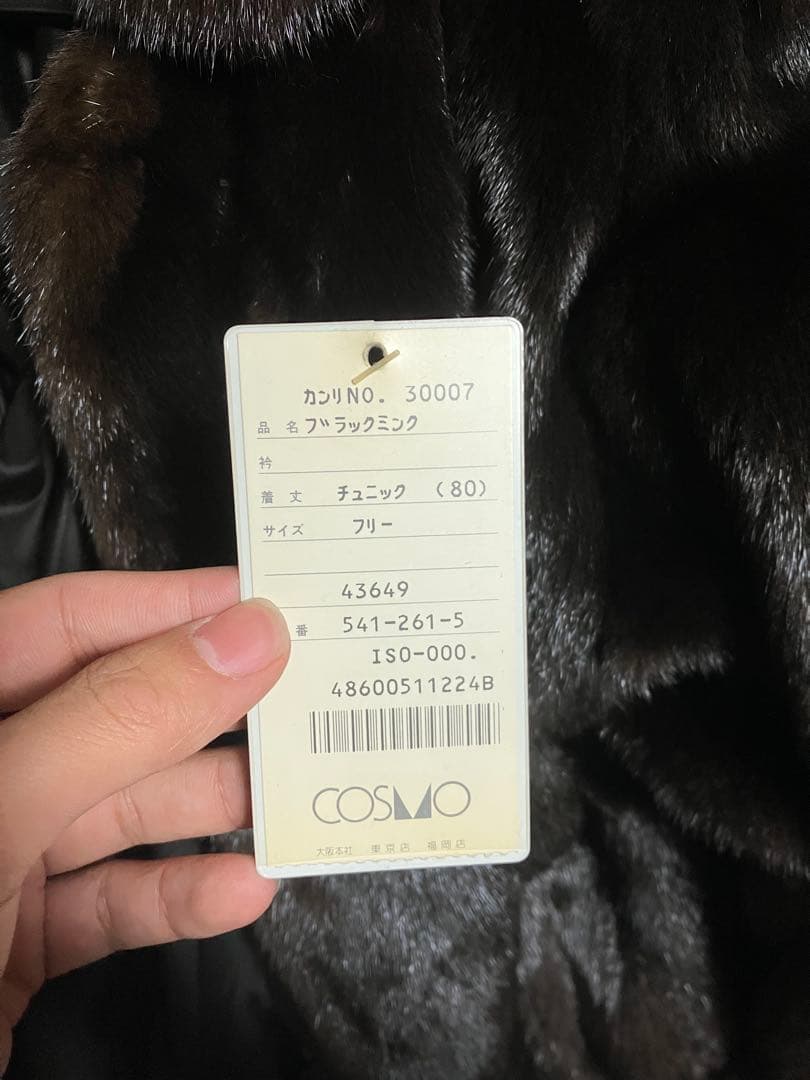 カンリNO. 30007
品 名 ブラックミンク
衿
着 丈 チュニック (80)
サイズ フリー
43649
番 541-261-5
ISO-000.
48600511224B
COSMO
大阪本社 東京店 福岡店